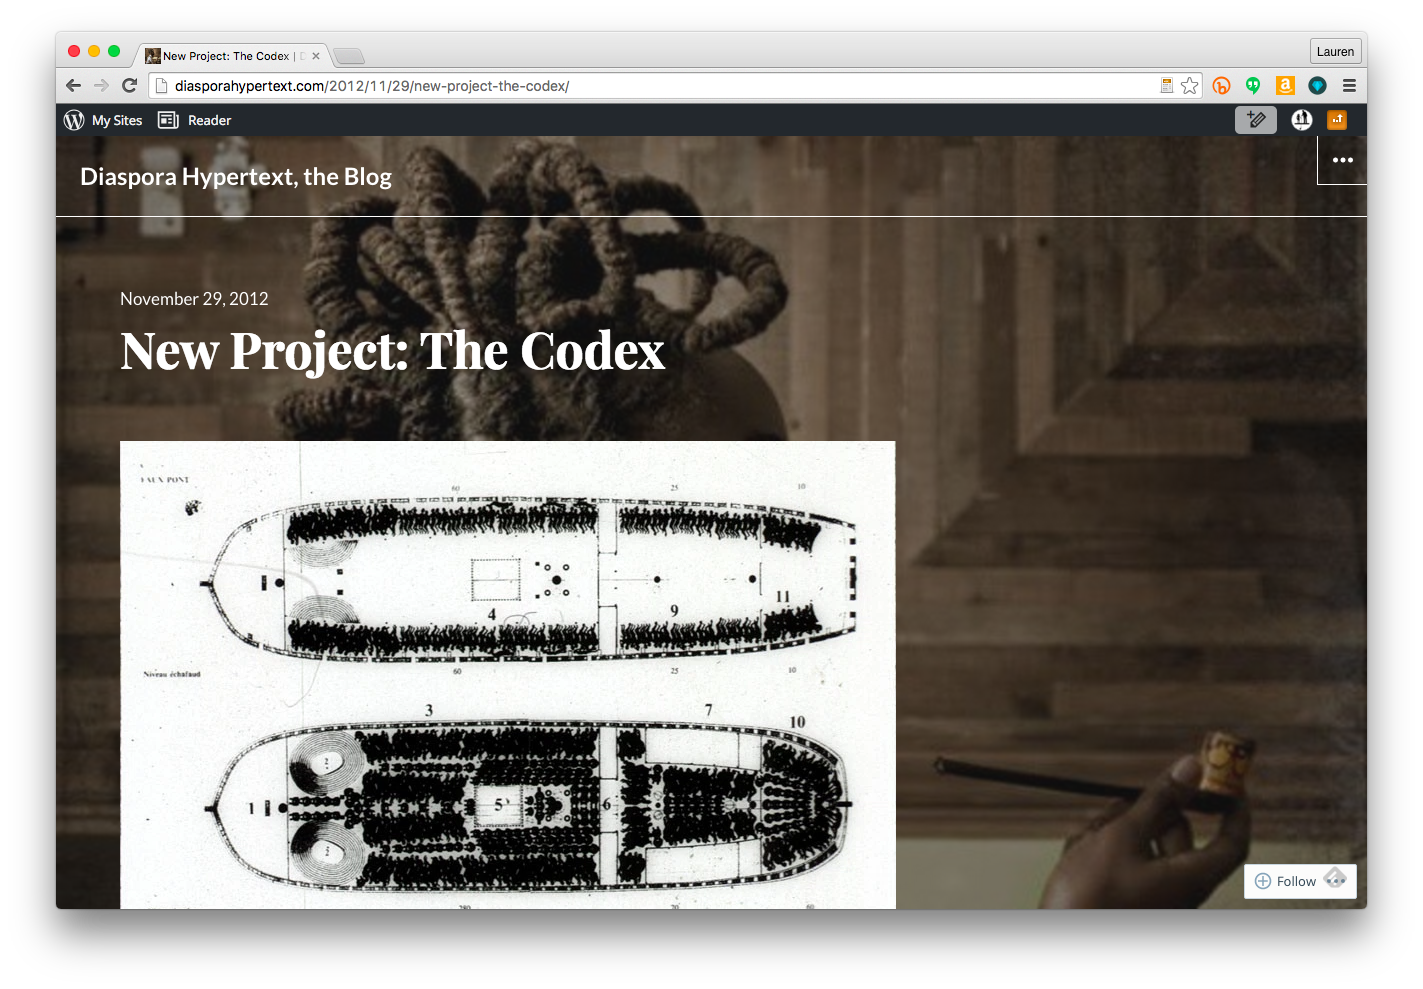 New Project: The Codex | D
Lauren
diasporahypertext.com/2012/11/29/new-project-the-codex/
My Sites
Reader
Diaspora Hypertext, the Blog
November 29, 2012
New Project: The Codex
PONT
60
25
10
4
9
11
60
25
10
Niveau échafaud
3
7
10
2
1
5
6
2
Follow